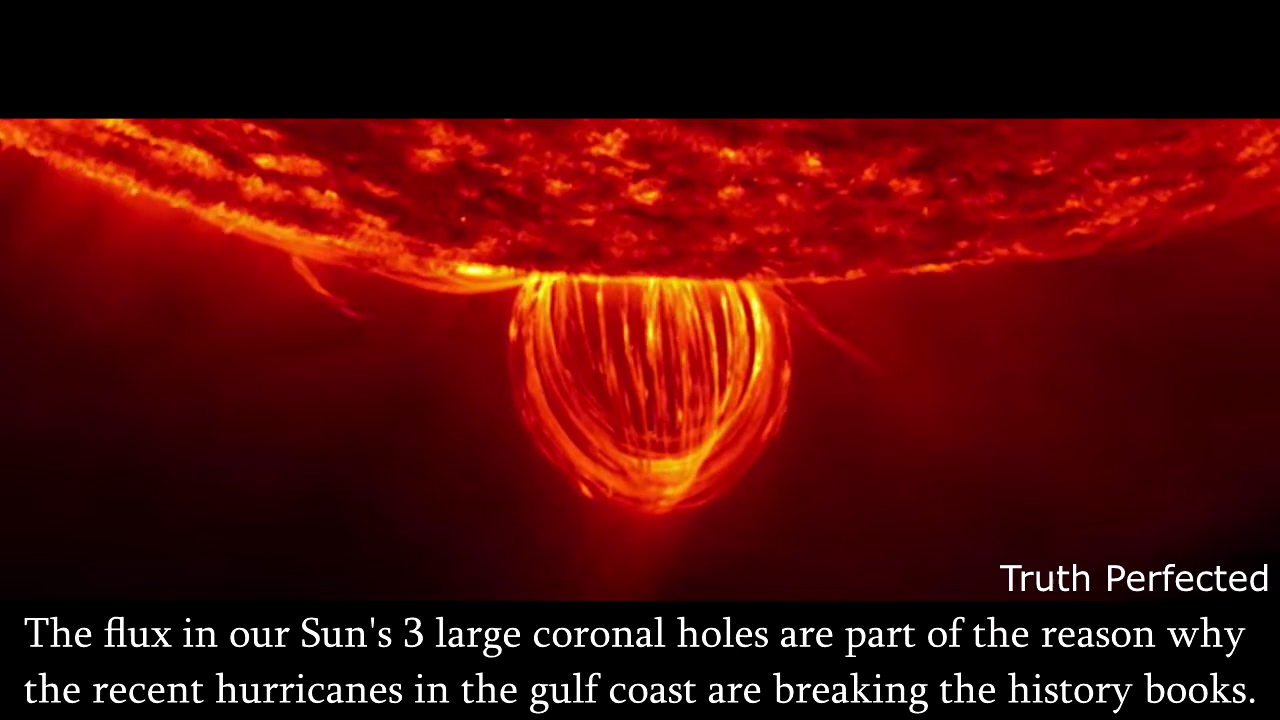 Truth Perfected
The flux in our Sun's 3 large coronal holes are part of the reason why
the recent hurricanes in the gulf coast are breaking the history books.